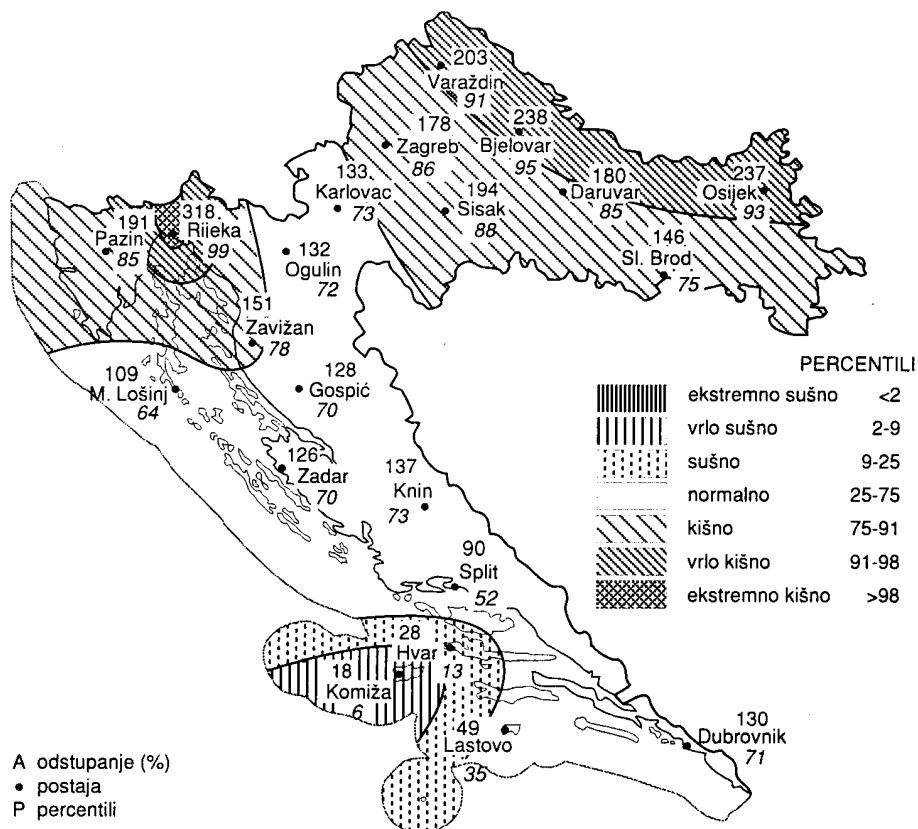 203
Varaždin
91
238
Bjelovar
95
178
Zagreb
86
133
Karlovac
73
194
Sisak
88
180
Daruvar
85
237
Osijek
93
146
Sl. Brod
75
191
Pazin
85
318
Riieka
99
132
Ogulin
72
151
Zavižan
78
109
M. Lošinj
64
128
Gospić
70
126
Zadar
70
137
Knin
73
90
Split
52
28
Hvar
13
18
Komiža
6
49
Lastovo
35
130
Dubrovnik
71
PERCENTILI
ekstremno sušno <2
vrlo sušno 2-9
sušno 9-25
normalno 25-75
kišno 75-91
vrlo kišno 91-98
ekstremno kišno >98
A odstupanje (%)
• postaja
P percentili